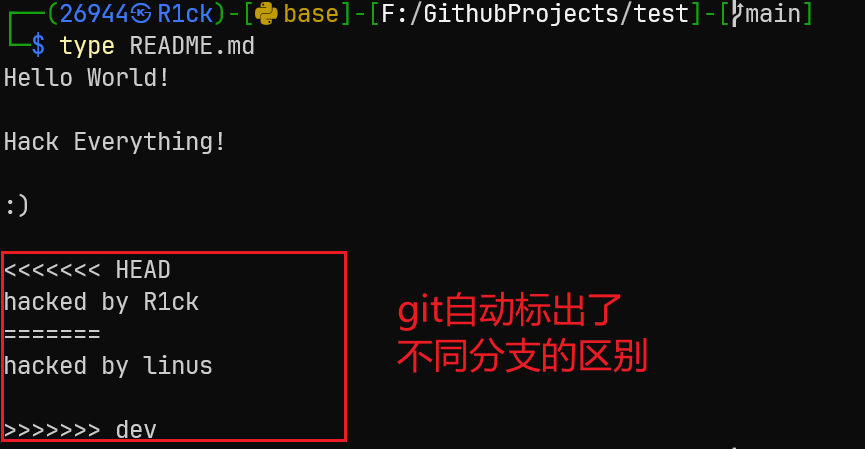 ┌──(26944㉿R1ck)-[base]-[F:/GithubProjects/test]-[main]
└─$ type README.md
Hello World!
Hack Everything!
:)
<<<<<<< HEAD
hacked by R1ck
=======
hacked by linus
>>>>>>> dev
git自动标出了
不同分支的区别